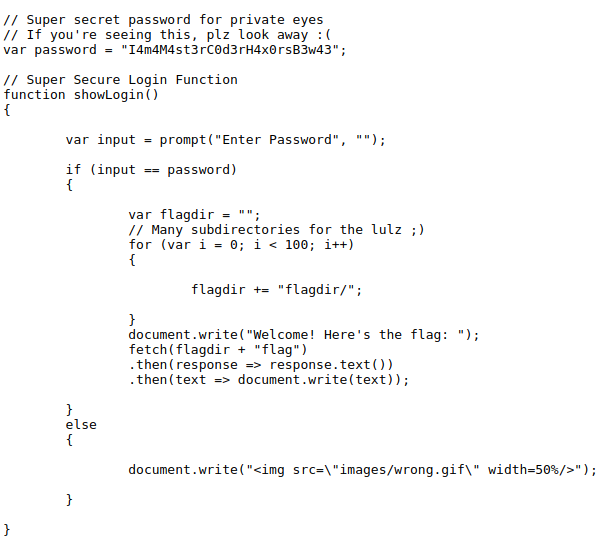 // Super secret password for private eyes
// If you're seeing this, plz look away :(
var password = "I4m4M4st3rC0d3rH4x0rsB3w43";
// Super Secure Login Function
function showLogin()
{
var input = prompt("Enter Password", "");
if (input == password)
{
var flagdir = "";
// Many subdirectories for the lulz ;)
for (var i = 0; i < 100; i++)
{
flagdir += "flagdir/";
}
document.write("Welcome! Here's the flag: ");
fetch(flagdir + "flag")
.then(response => response.text())
.then(text => document.write(text));
}
else
{
document.write("<img src=\"images/wrong.gif\" width=50%/>");
}
}